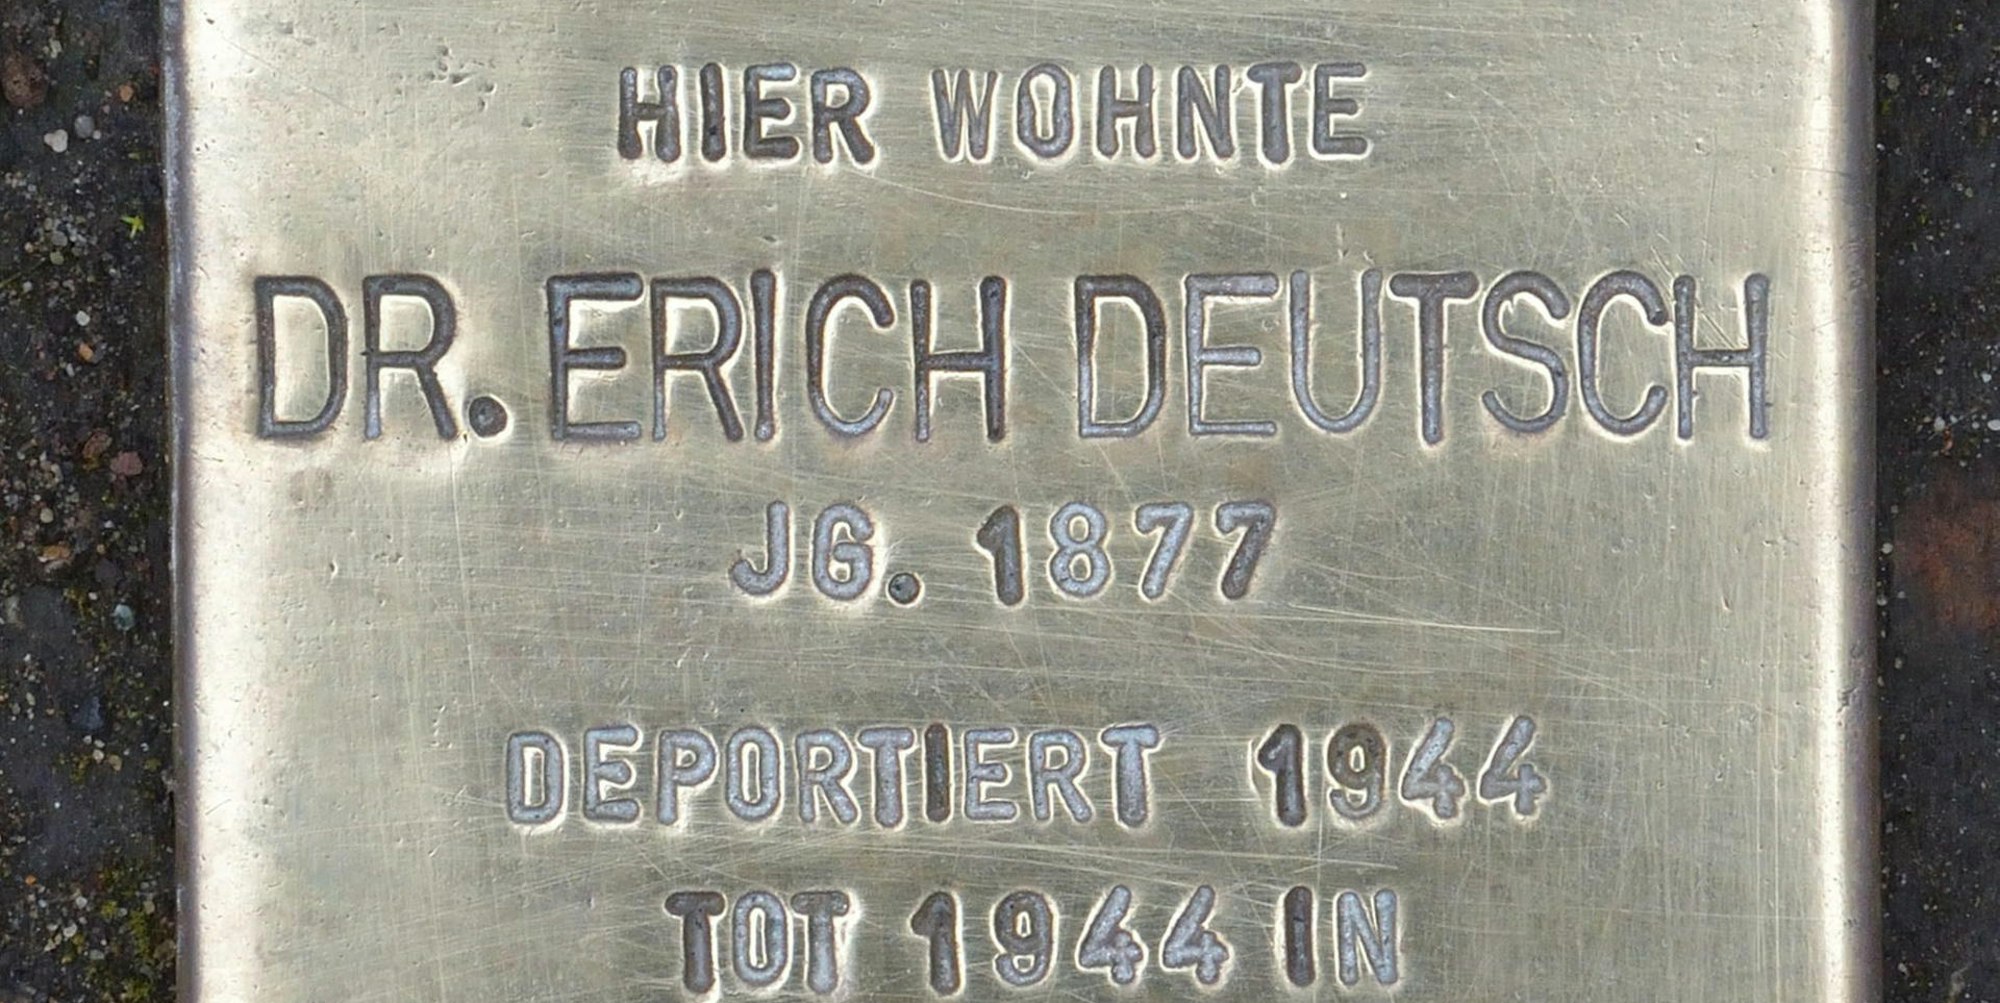 HIER WOHNTE
DR. ERICH DEUTSCH
JG. 1877
DEPORTIERT 1944
TOT 1944 IN